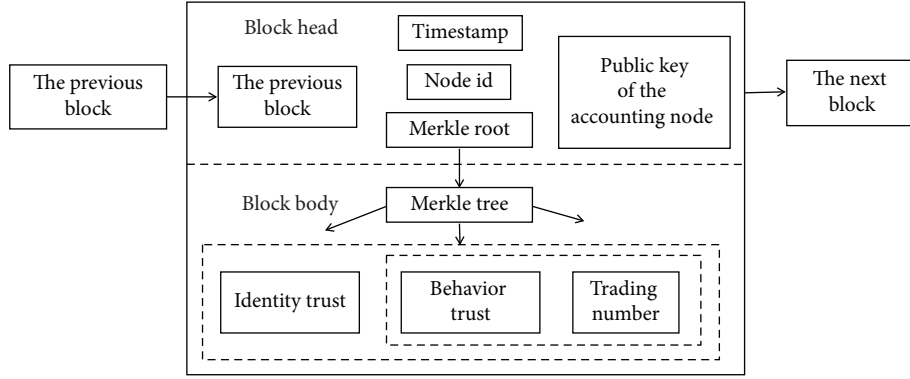 Block head
Timestamp
The previous
block
The previous
block
Node id
Merkle root
Public key
of the
accounting node
The next
block
Block body
Merkle tree
Identity trust
Behavior
trust
Trading
number